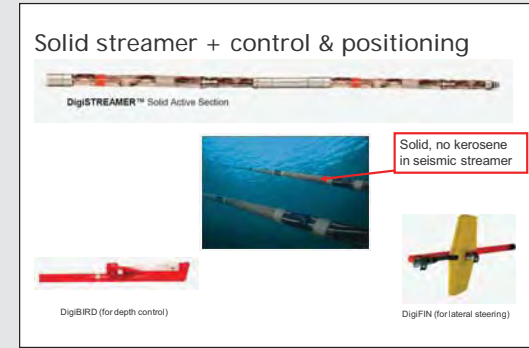 Solid streamer + control & positioning
DigiSTREAMER™ Solid Active Section
Solid, no kerosene
in seismic streamer
DigiBIRD (for depth control)
DigiFIN (for lateral steering)